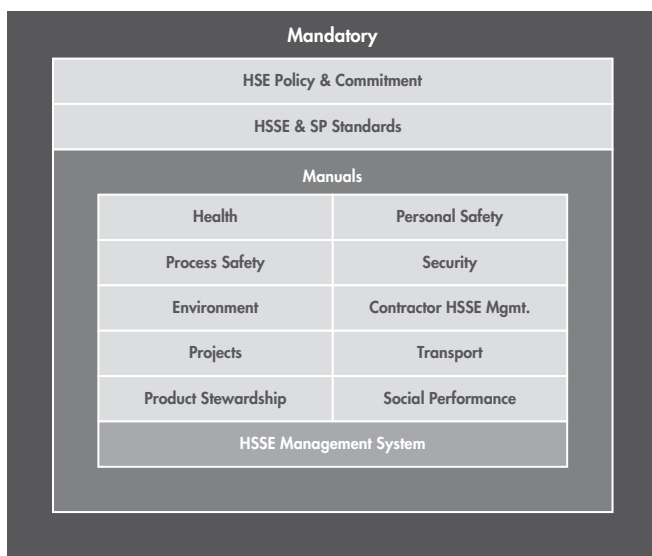 Mandatory
HSE Policy & Commitment
HSSE & SP Standards
Manuals
Health
Personal Safety
Process Safety
Security
Environment
Contractor HSSE Mgmt.
Projects
Transport
Product Stewardship
Social Performance
HSSE Management System